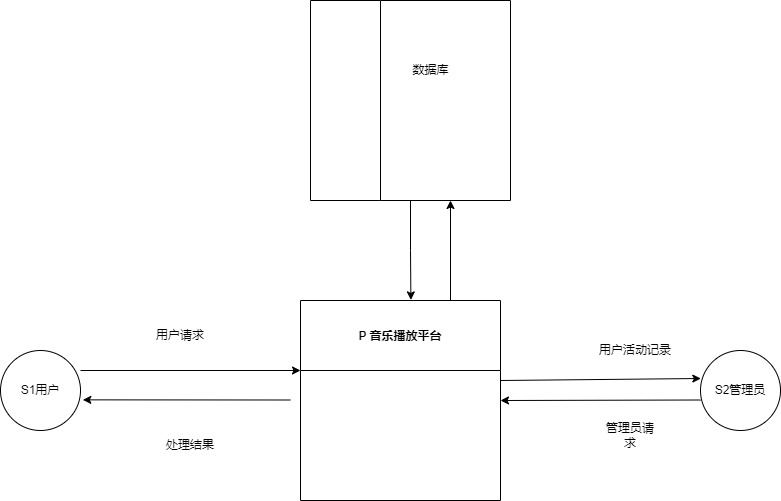 数据库
用户请求
P 音乐播放平台
用户活动记录
S1用户
S2管理员
处理结果
管理员请
求